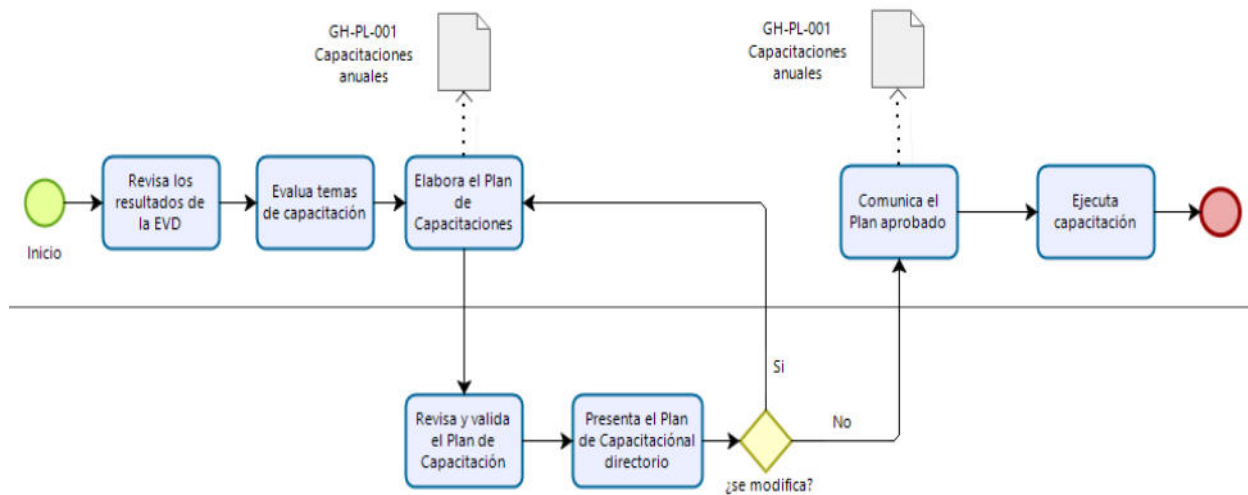 GH-PL-001
Capacitaciones
anuales
GH-PL-001
Capacitaciones
anuales
Inicio
Revisa los
resultados de
la EVD
Evalua temas
de capacitación
Elabora el Plan
de
Capacitaciones
Comunica el
Plan aprobado
Ejecuta
capacitación
Si
No
Revisa y valida
el Plan de
Capacitación
Presenta el Plan
de Capacitaciónal
directorio
¿se modifica?